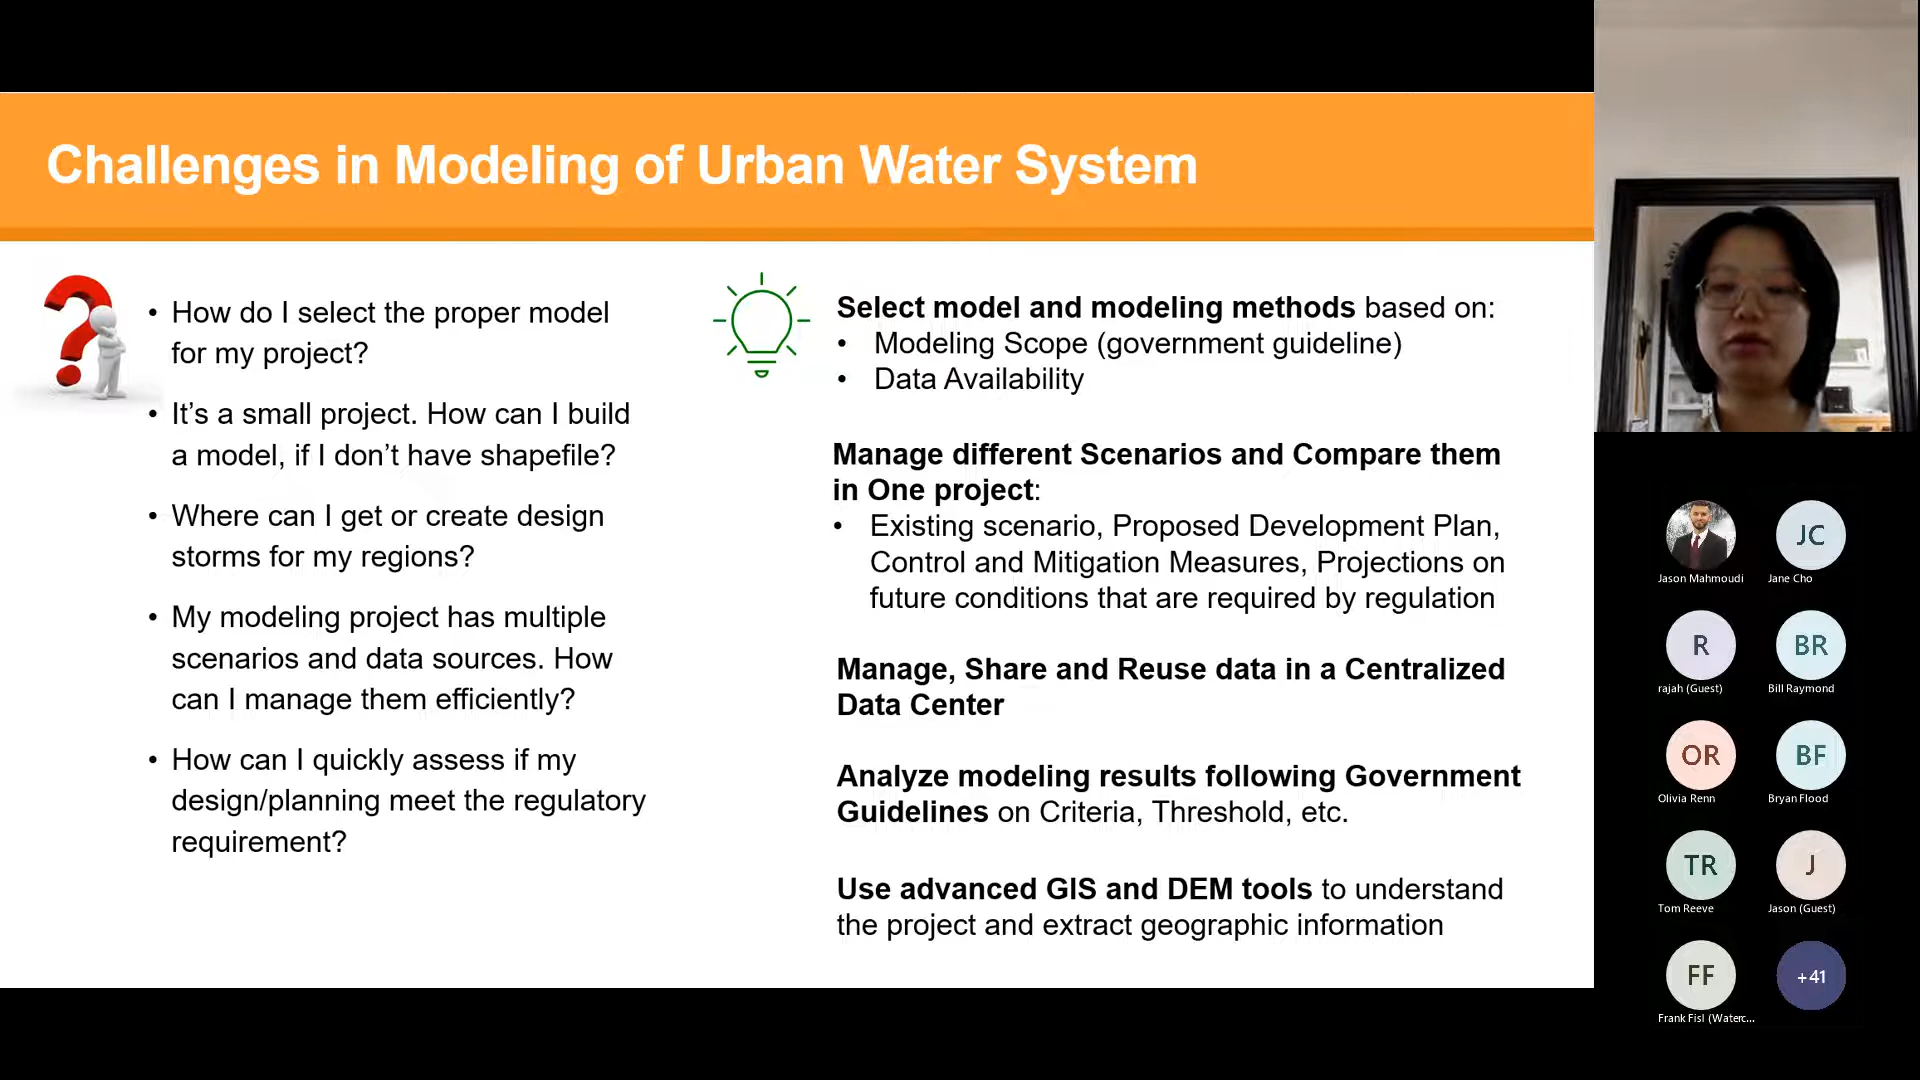 Challenges in Modeling of Urban Water System
• How do I select the proper model
for my project?
• It’s a small project. How can I build
a model, if I don’t have shapefile?
• Where can I get or create design
storms for my regions?
• My modeling project has multiple
scenarios and data sources. How
can I manage them efficiently?
• How can I quickly assess if my
design/planning meet the regulatory
requirement?
Select model and modeling methods based on:
• Modeling Scope (government guideline)
• Data Availability
Manage different Scenarios and Compare them
in One project:
• Existing scenario, Proposed Development Plan,
Control and Mitigation Measures, Projections on
future conditions that are required by regulation
Manage, Share and Reuse data in a Centralized
Data Center
Analyze modeling results following Government
Guidelines on Criteria, Threshold, etc.
Use advanced GIS and DEM tools to understand
the project and extract geographic information
JC
Jason Mahmoudi
Jane Cho
R
BR
rajah (Guest)
Bill Raymond
OR
BF
Olivia Renn
Bryan Flood
TR
J
Tom Reeve
Jason (Guest)
FF
+41
Frank Fisl (Waterc...